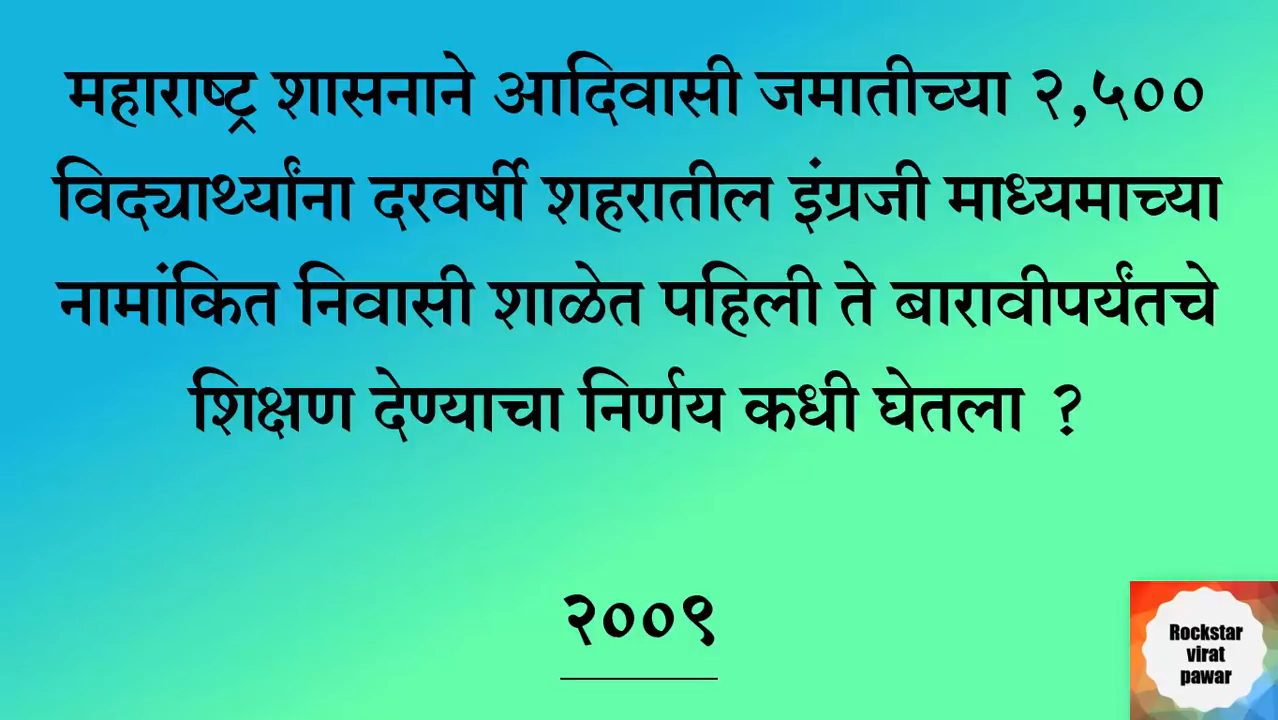 महाराष्ट्र शासनाने आदिवासी जमातीच्या २,५००
विद्यार्थ्यांना दरवर्षी शहरातील इंग्रजी माध्यमाच्या
नामांकित निवासी शाळेत पहिली ते बारावीपर्यंतचे
शिक्षण देण्याचा निर्णय कधी घेतला ?
२००९
Rockstar
virat
pawar